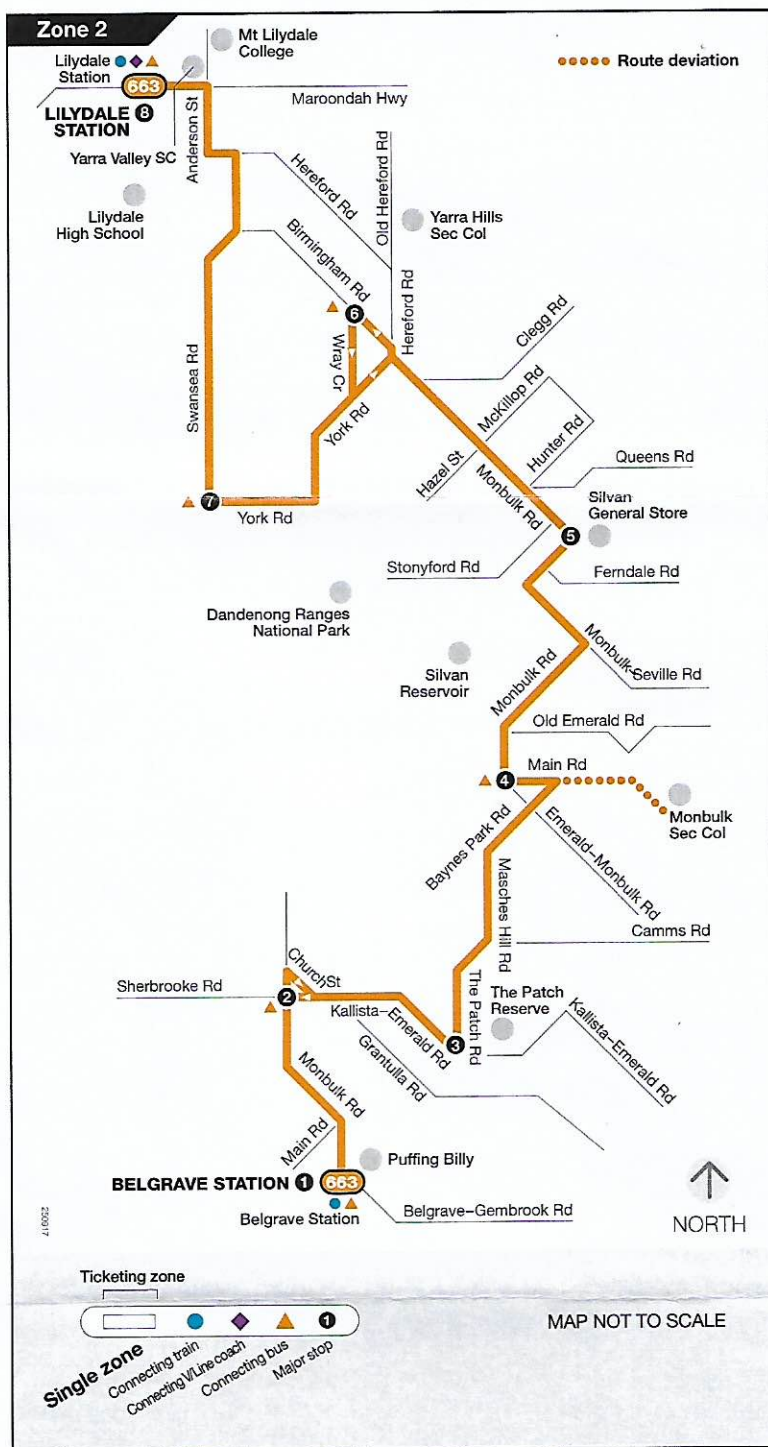 Zone 2
Mt Lilydale
College
Route deviation
Lilydale
Station
663
LILYDALE 8
STATION
Maroondah Hwy
Anderson St
Yarra Valley SC
Hereford Rd
Old Hereford Rd
Lilydale
High School
Yarra Hills
Sec Col
Birmingham Rd
Hereford Rd
6
Clegg Rd
Wray Cr
Swansea Rd
McKillop Rd
York Rd
Hunter Rd
Hazel St
Monbulk Rd
Queens Rd
7
York Rd
Silvan
General Store
5
Stonyford Rd
Ferndale Rd
Dandenong Ranges
National Park
Silvan
Reservoir
Monbulk Rd
Monbulk–
Seville Rd
Old Emerald Rd
Main Rd
4
Monbulk
Sec Col
Baynes Park Rd
Emerald–Monbulk Rd
Masches Hill Rd
Camms Rd
Church St
Sherbrooke Rd
2
Kallista–Emerald Rd
The Patch Rd
The Patch
Reserve
3
Kallista–Emerald Rd
Grantulla Rd
Monbulk Rd
Main Rd
Puffing Billy
BELGRAVE STATION 1 663
Belgrave Station
Belgrave–Gembrook Rd
NORTH
250917
Ticketing zone
1
MAP NOT TO SCALE
Single zone
Connecting train
Connecting V/Line coach
Connecting bus
Major stop